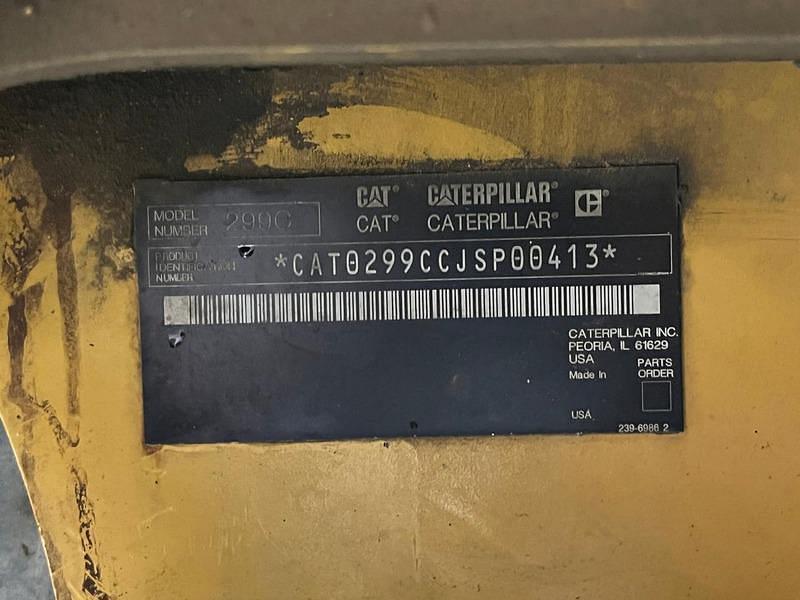 CAT® CATERPILLAR® C
MODEL NUMBER 299C CAT® CATERPILLAR®
PRODUCT
IDENTIFICATION
NUMBER
*CAT0299CCJSP00413*
CATERPILLAR INC.
PEORIA, IL 61629
USA
Made In
PARTS
ORDER
USA
239-6986 2